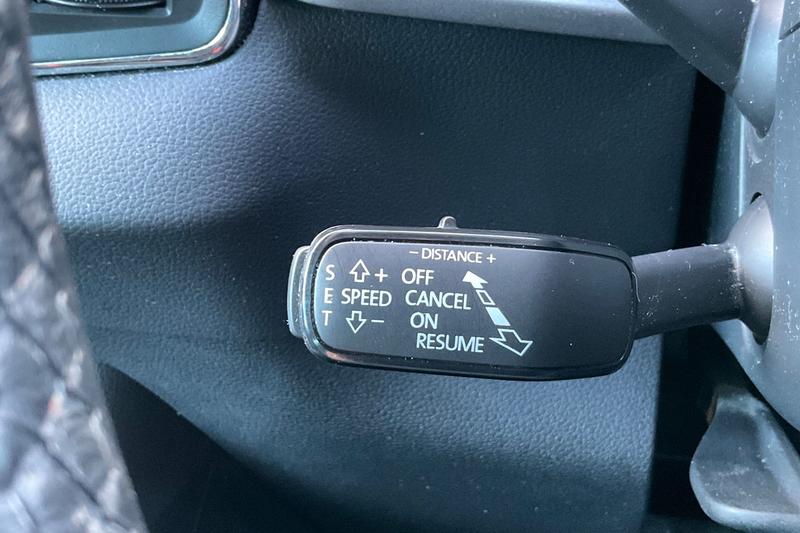 − DISTANCE +
S + OFF
E SPEED CANCEL
T − ON
RESUME